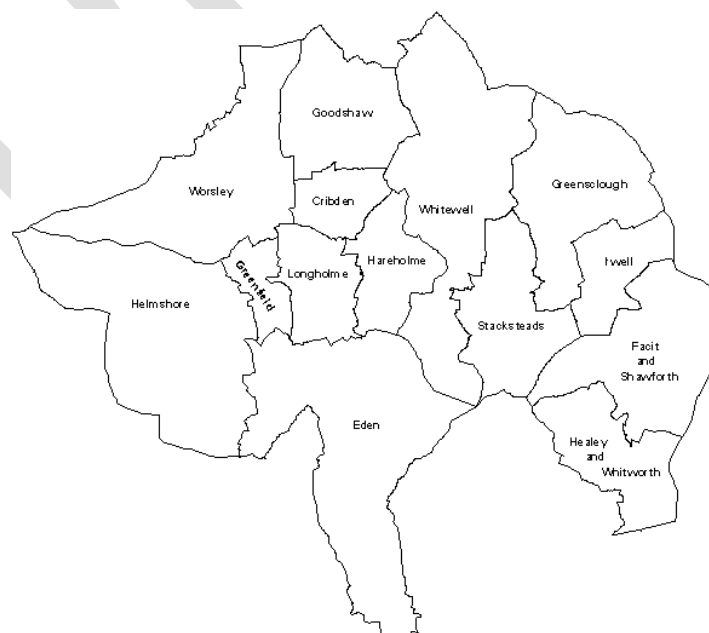 Goodshaw
Worsley
Cribden
Whitewell
Greensclough
Greenfield
Longholme
Hareholme
Irwell
Helmshore
Stacksteads
Facit
and
Shawforth
Eden
Healey
and
Whitworth